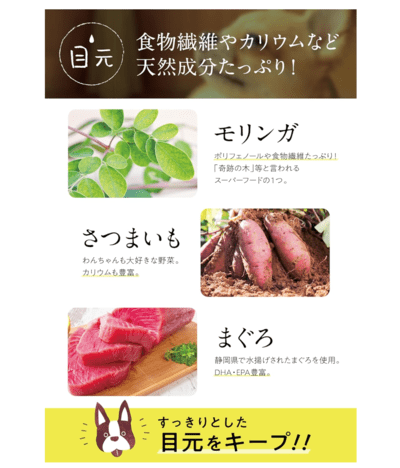 目元
食物繊維やカリウムなど
天然成分たっぷり!
モリンガ
ポリフェノールや食物繊維たっぷり!
「奇跡の木」等と言われる
スーパーフードの1つ。
さつまいも
わんちゃんも大好きな野菜。
カリウムも豊富。
まぐろ
静岡県で水揚げされたまぐろを使用。
DHA・EPA豊富。
すっきりとした
目元をキープ!!